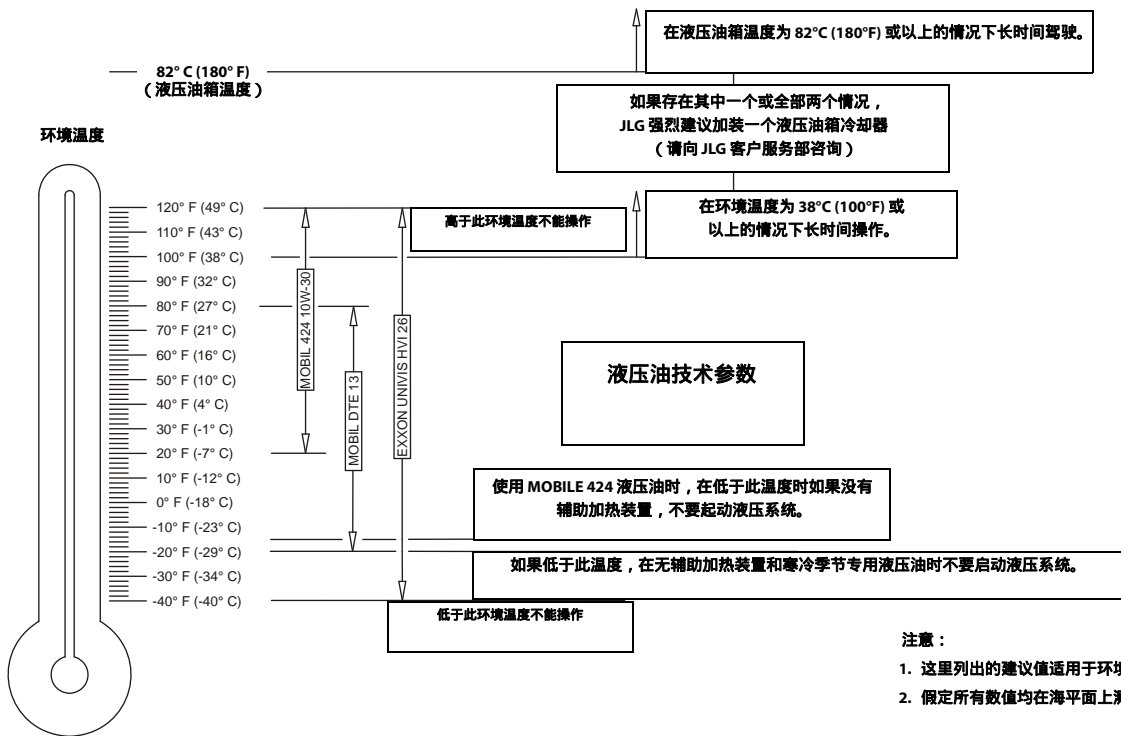 在液压油箱温度为 82°C (180°F) 或以上的情况下长时间驾驶。
82° C (180° F)
（液压油箱温度）
如果存在其中一个或全部两个情况，
JLG 强烈建议加装一个液压油箱冷却器
（请向 JLG 客户服务部咨询）
环境温度
在环境温度为 38°C (100°F) 或
以上的情况下长时间操作。
高于此环境温度不能操作
120° F (49° C)
110° F (43° C)
100° F (38° C)
90° F (32° C)
80° F (27° C)
70° F (21° C)
60° F (16° C)
50° F (10° C)
40° F (4° C)
30° F (-1° C)
20° F (-7° C)
10° F (-12° C)
0° F (-18° C)
-10° F (-23° C)
-20° F (-29° C)
-30° F (-34° C)
-40° F (-40° C)
MOBIL 424 10W-30
MOBIL DTE 13
EXXON UNIVIS HVI 26
液压油技术参数
使用 MOBILE 424 液压油时，在低于此温度时如果没有
辅助加热装置，不要起动液压系统。
如果低于此温度，在无辅助加热装置和寒冷季节专用液压油时不要启动液压系统。
低于此环境温度不能操作
注意：
1. 这里列出的建议值适用于环
2. 假定所有数值均在海平面上